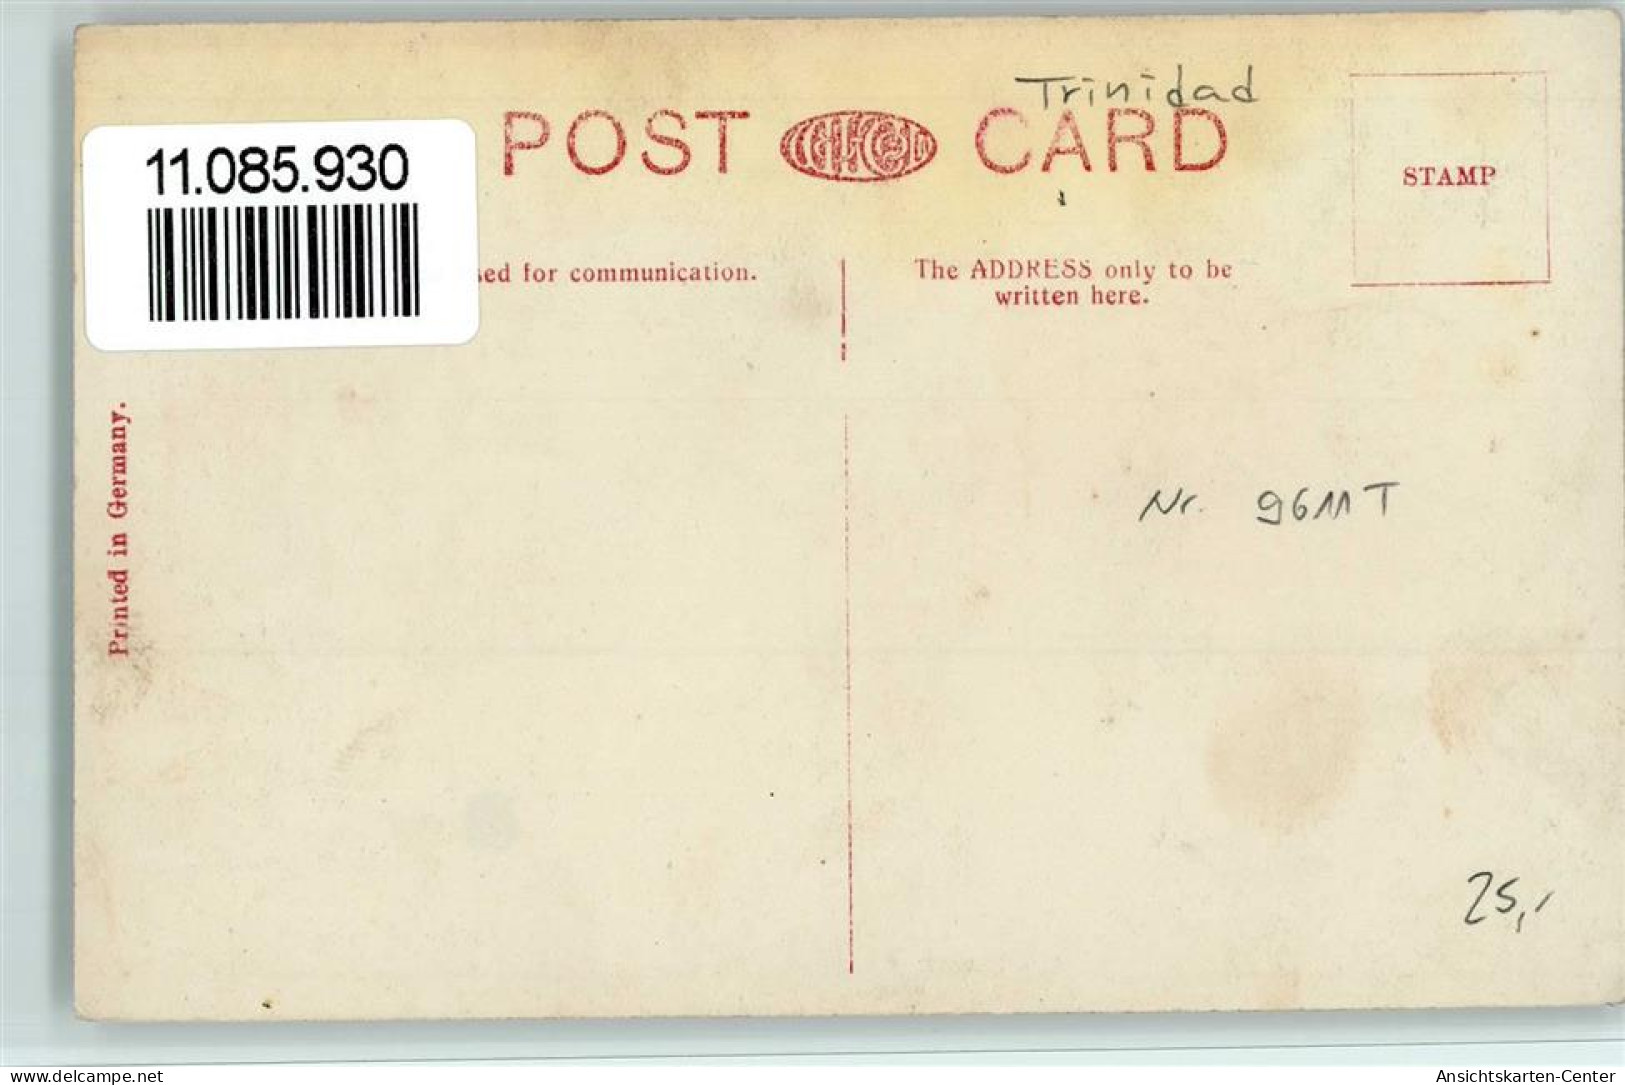 Trinidad
POST CARD
11.085.930
STAMP
sed for communication.
The ADDRESS only to be
written here.
Printed in Germany.
Nr. 9611T
25,-
www.delcampe.net/en
Ansichtskarten-Center